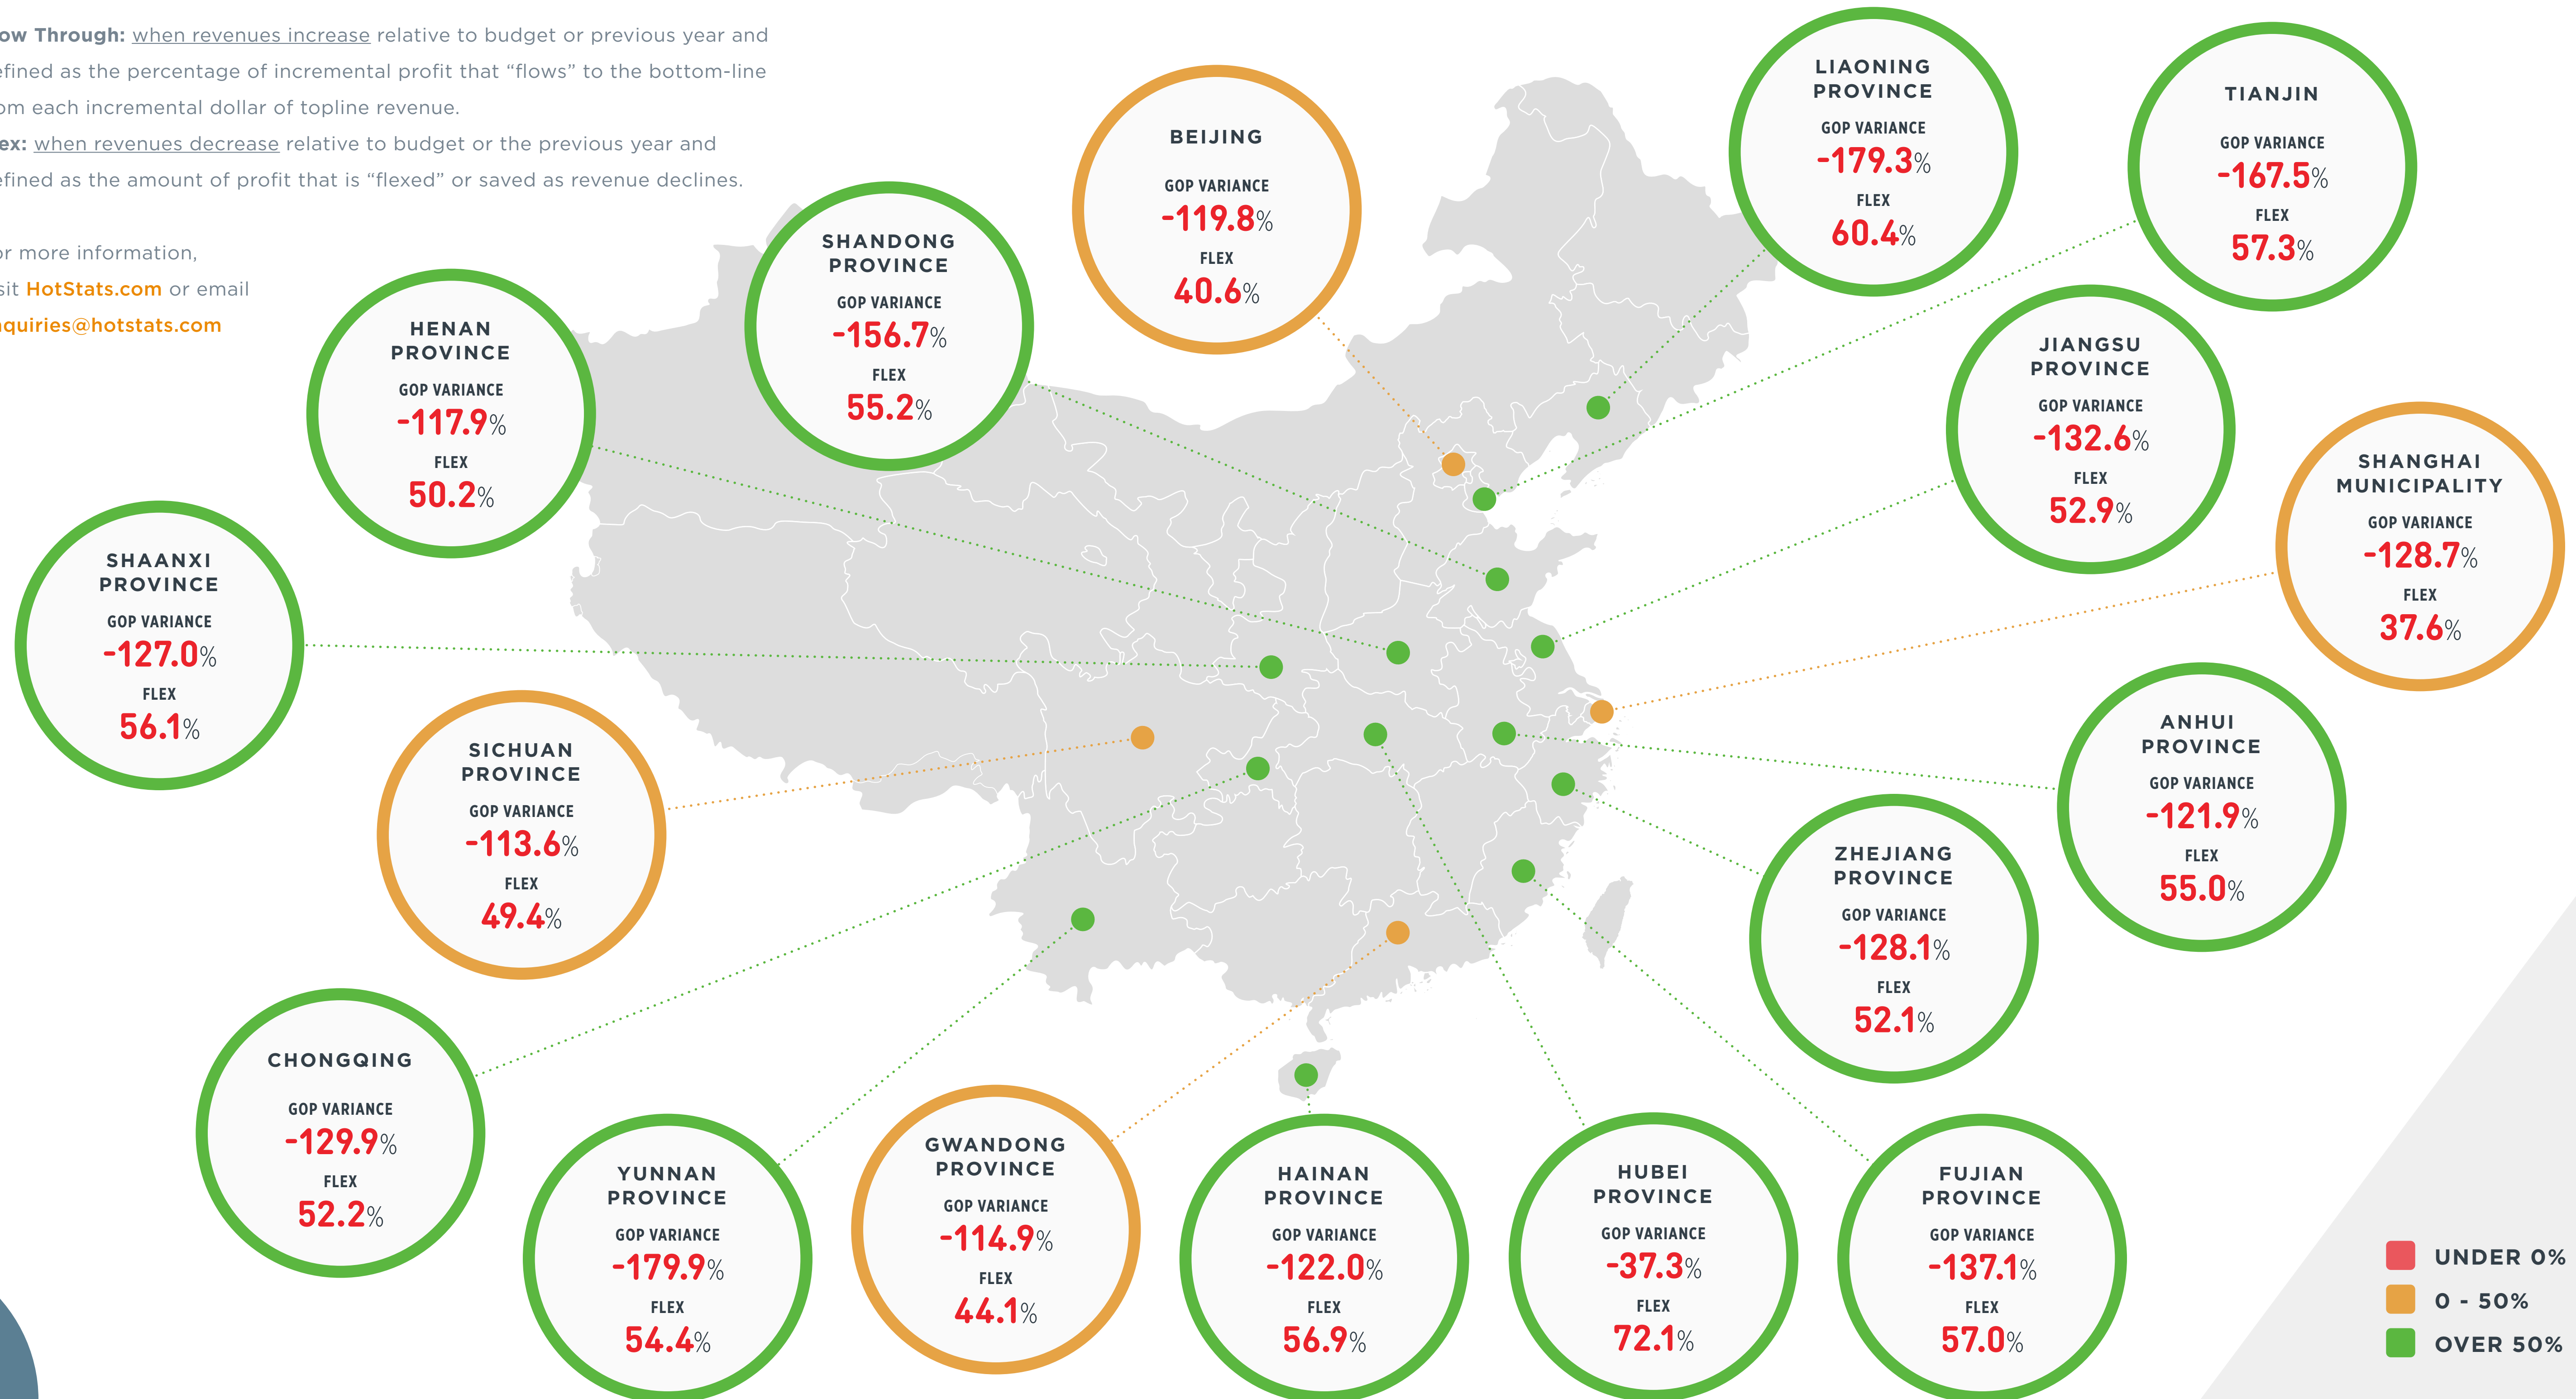 ow Through: when revenues increase relative to budget or previous year and
efined as the percentage of incremental profit that “flows” to the bottom-line
om each incremental dollar of topline revenue.
ex: when revenues decrease relative to budget or the previous year and
efined as the amount of profit that is “flexed” or saved as revenue declines.
or more information,
sit HotStats.com or email
quiries@hotstats.com
LIAONING
PROVINCE
GOP VARIANCE
-179.3%
FLEX
60.4%
TIANJIN
GOP VARIANCE
-167.5%
FLEX
57.3%
BEIJING
GOP VARIANCE
-119.8%
FLEX
40.6%
SHANDONG
PROVINCE
GOP VARIANCE
-156.7%
FLEX
55.2%
HENAN
PROVINCE
GOP VARIANCE
-117.9%
FLEX
50.2%
JIANGSU
PROVINCE
GOP VARIANCE
-132.6%
FLEX
52.9%
SHANGHAI
MUNICIPALITY
GOP VARIANCE
-128.7%
FLEX
37.6%
SHAANXI
PROVINCE
GOP VARIANCE
-127.0%
FLEX
56.1%
SICHUAN
PROVINCE
GOP VARIANCE
-113.6%
FLEX
49.4%
ANHUI
PROVINCE
GOP VARIANCE
-121.9%
FLEX
55.0%
ZHEJIANG
PROVINCE
GOP VARIANCE
-128.1%
FLEX
52.1%
CHONGQING
GOP VARIANCE
-129.9%
FLEX
52.2%
YUNNAN
PROVINCE
GOP VARIANCE
-179.9%
FLEX
54.4%
GWANDONG
PROVINCE
GOP VARIANCE
-114.9%
FLEX
44.1%
HAINAN
PROVINCE
GOP VARIANCE
-122.0%
FLEX
56.9%
HUBEI
PROVINCE
GOP VARIANCE
-37.3%
FLEX
72.1%
FUJIAN
PROVINCE
GOP VARIANCE
-137.1%
FLEX
57.0%
UNDER 0%
0 - 50%
OVER 50%